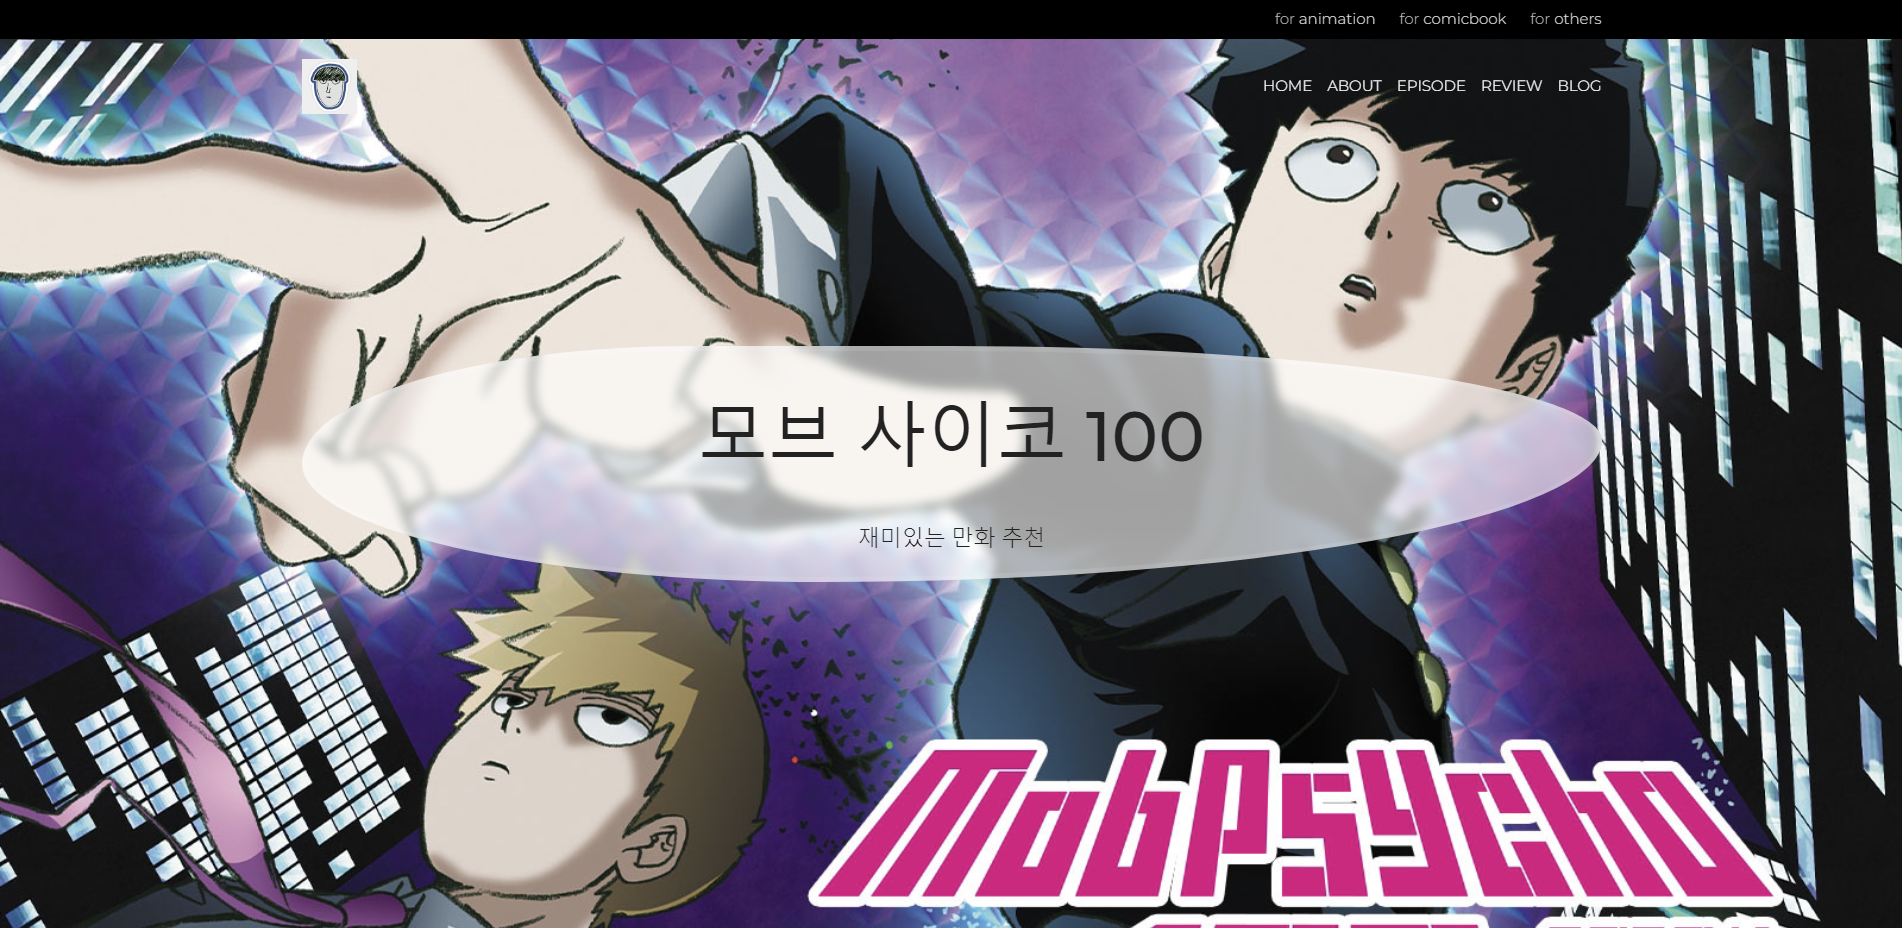 for animation for comicbook for others
HOME ABOUT EPISODE REVIEW BLOG
모브 사이코 100
재미있는 만화 추천
Mob Psycho